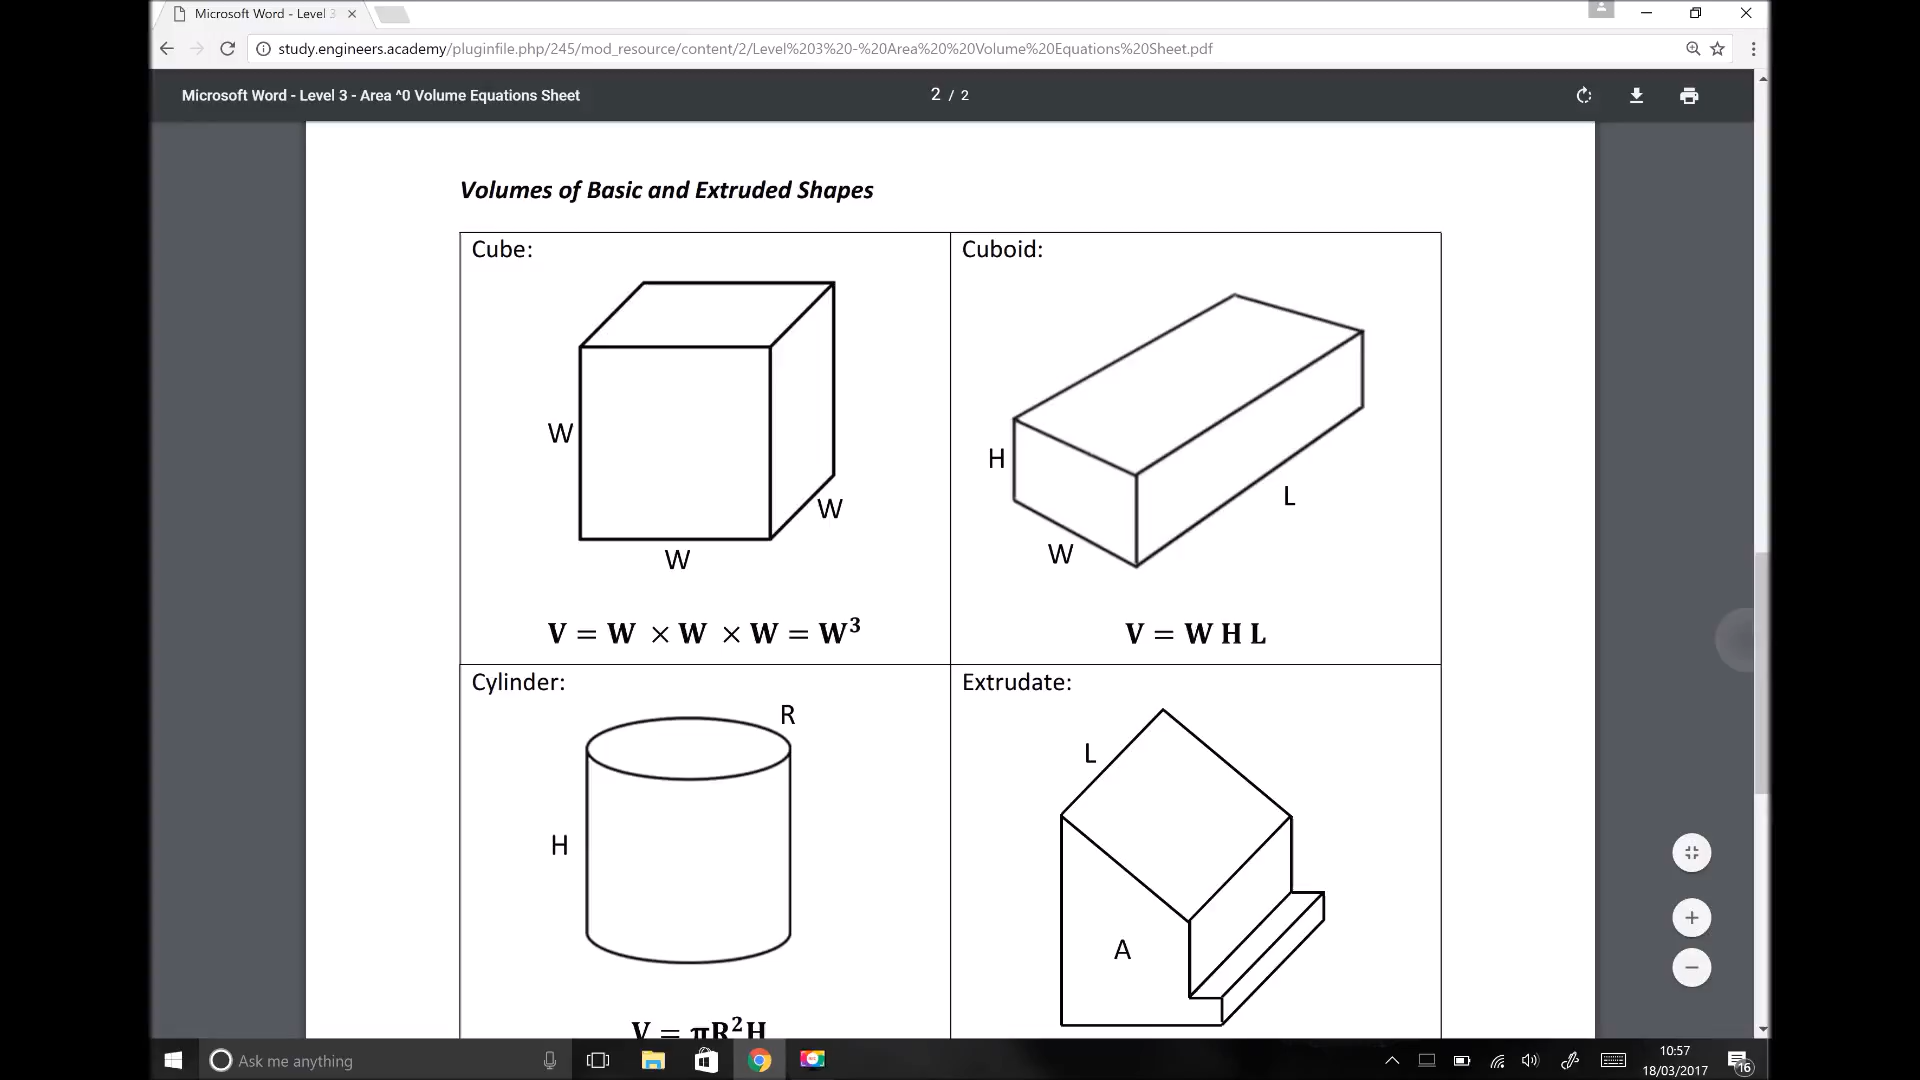 Microsoft Word - Level 3
study.engineers.academy/pluginfile.php/245/mod_resource/content/2/Level%203%20-%20Area%20%20Volume%20Equations%20Sheet.pdf
Microsoft Word - Level 3 - Area ^0 Volume Equations Sheet
2 / 2
Volumes of Basic and Extruded Shapes
Cube:
W
W
W
V = W × W × W = W³
Cuboid:
H
W
L
V = W H L
Cylinder:
R
H
V = πR²H
Extrudate:
L
A
Ask me anything
10:57
18/03/2017
16